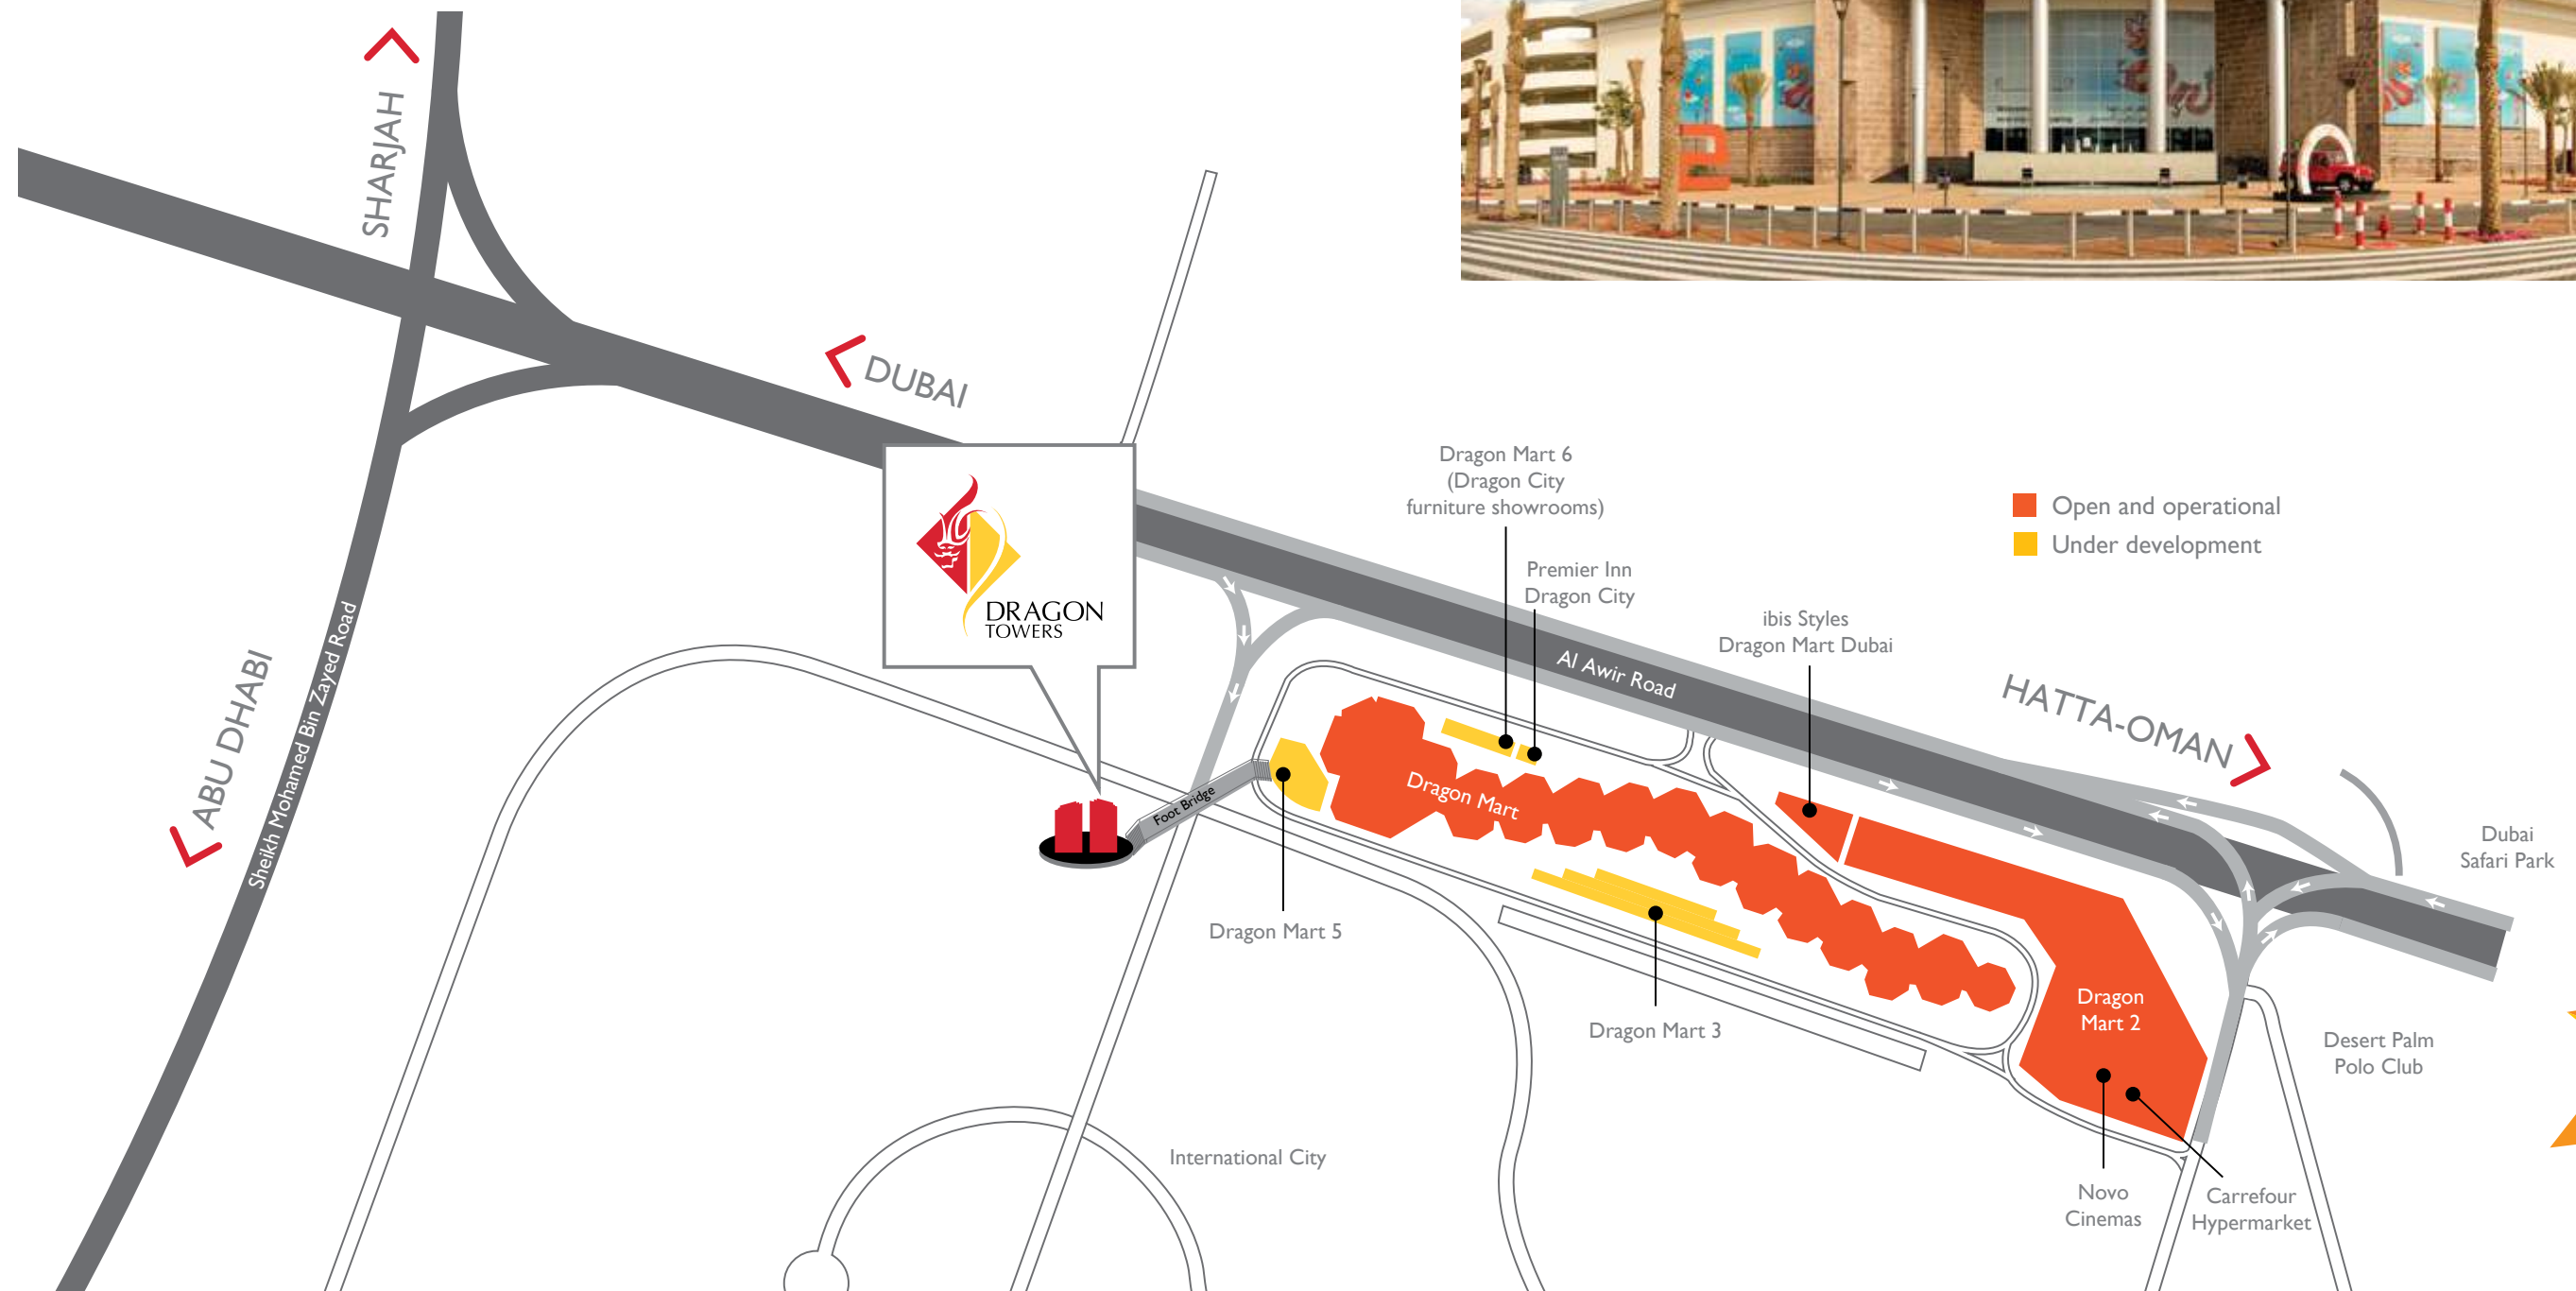 SHARJAH
DUBAI
DRAGON
TOWERS
ABU DHABI
Sheikh Mohamed Bin Zayed Road
Dragon Mart 6
(Dragon City
furniture showrooms)
Premier Inn
Dragon City
ibis Styles
Dragon Mart Dubai
Open and operational
Under development
Al Awir Road
HATTA-OMAN
Dubai
Safari Park
Dragon Mart
Foot Bridge
Dragon Mart 5
Dragon Mart 3
Dragon
Mart 2
Desert Palm
Polo Club
International City
Novo
Cinemas
Carrefour
Hypermarket
2